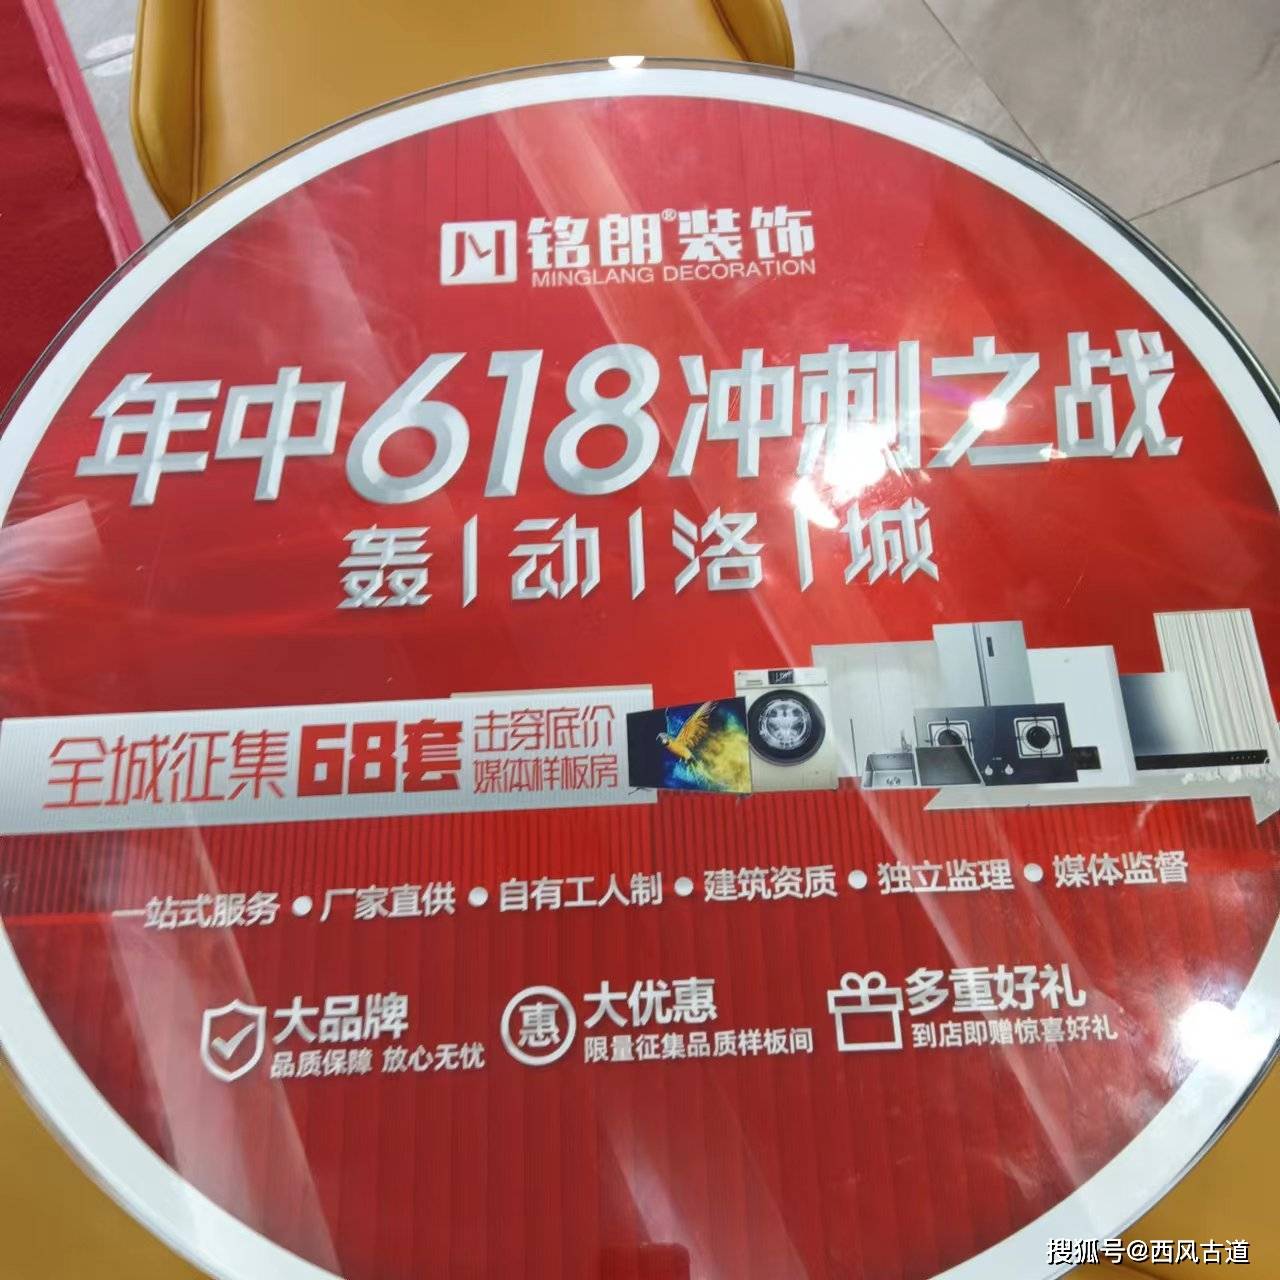 铭朗®装饰
MINGLANG DECORATION
年中618冲刺之战
轰|动|洛|城
全城征集68套
击穿底价
媒体样板房
一站式服务●厂家直供●自有工人制●建筑资质●独立监理●媒体监督
大品牌
品质保障 放心无忧
惠
大优惠
限量征集品质样板间
多重好礼
到店即赠惊喜好礼
搜狐号@西风古道